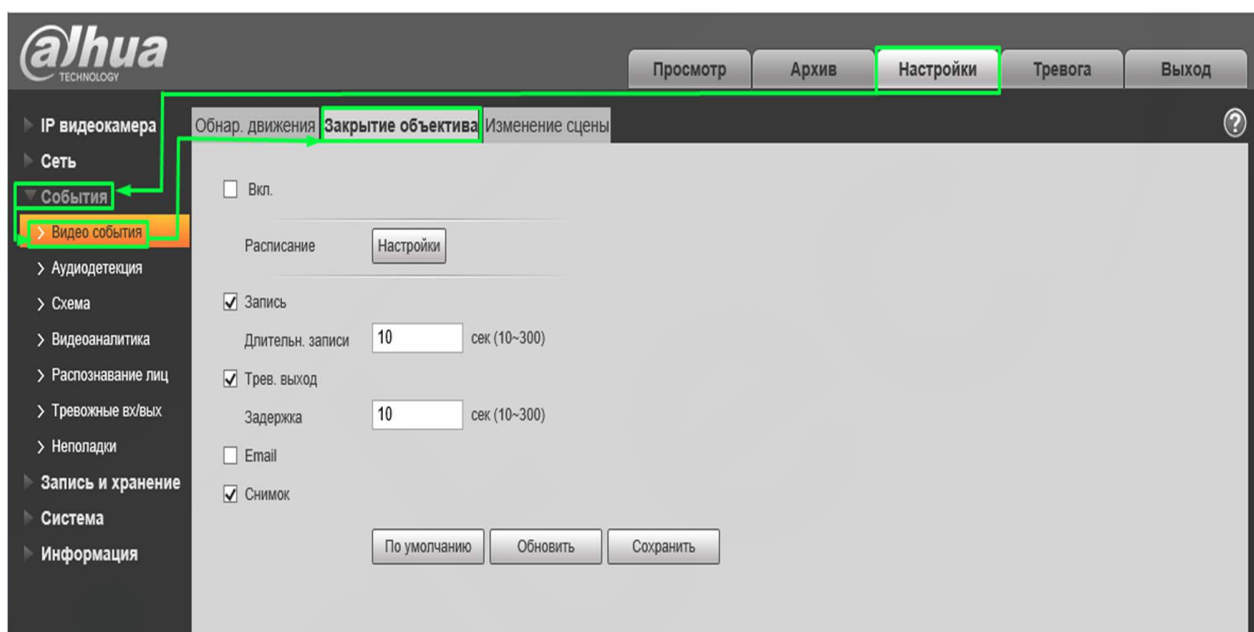 alhua
TECHNOLOGY
Просмотр Архив Настройки Тревога Выход
IP видеокамера
Сеть
События
Видео события
Аудиодетекция
Схема
Видеоаналитика
Распознавание лиц
Тревожные вх/вых
Неполадки
Запись и хранение
Система
Информация
Обнар. движения Закрытие объектива Изменение сцены ?
Вкл.
Расписание Настройки
Запись
Длительн. записи 10 сек (10~300)
Трев. выход
Задержка 10 сек (10~300)
Email
Снимок
По умолчанию Обновить Сохранить